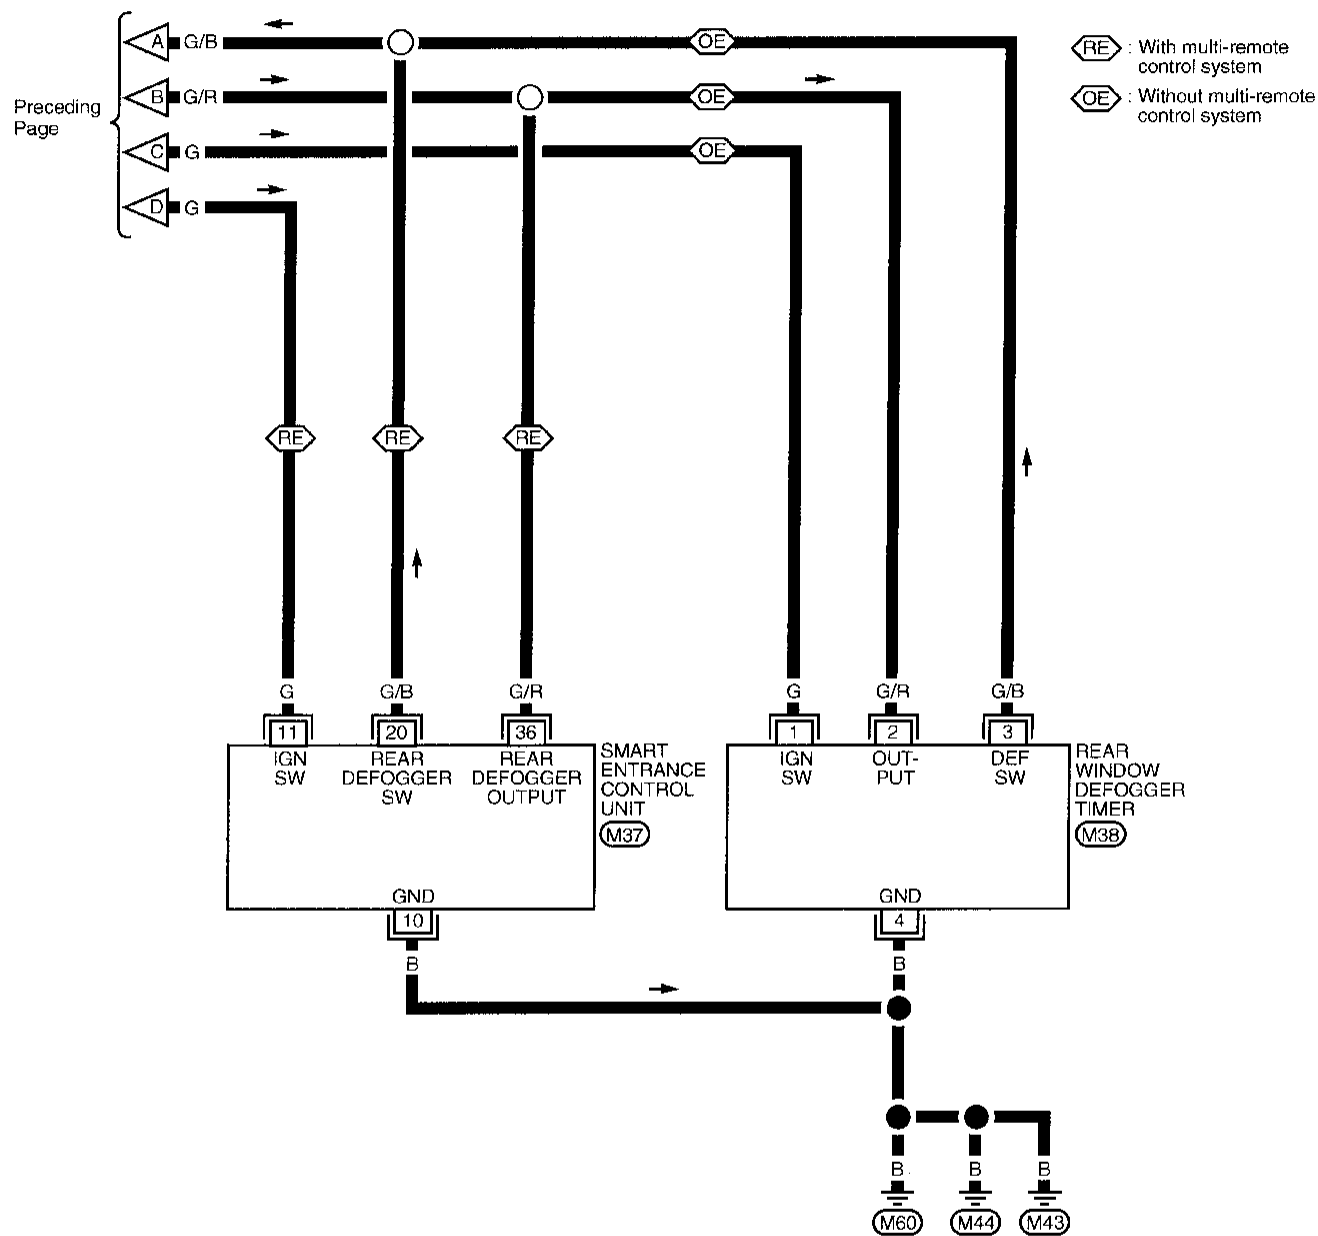 Preceding
Page
A G/B OE
B G/R OE
C G OE
D G
RE : With multi-remote
control system
OE : Without multi-remote
control system
RE RE RE
G G/B G/R G G/R G/B
11 20 36 1 2 3
IGN
SW
REAR
DEFOGGER
SW
REAR
DEFOGGER
OUTPUT
SMART
ENTRANCE
CONTROL
UNIT
M37
IGN
SW
OUT-
PUT
DEF
SW
REAR
WINDOW
DEFOGGER
TIMER
M38
GND GND
10 4
B B
B B B
M60 M44 M43